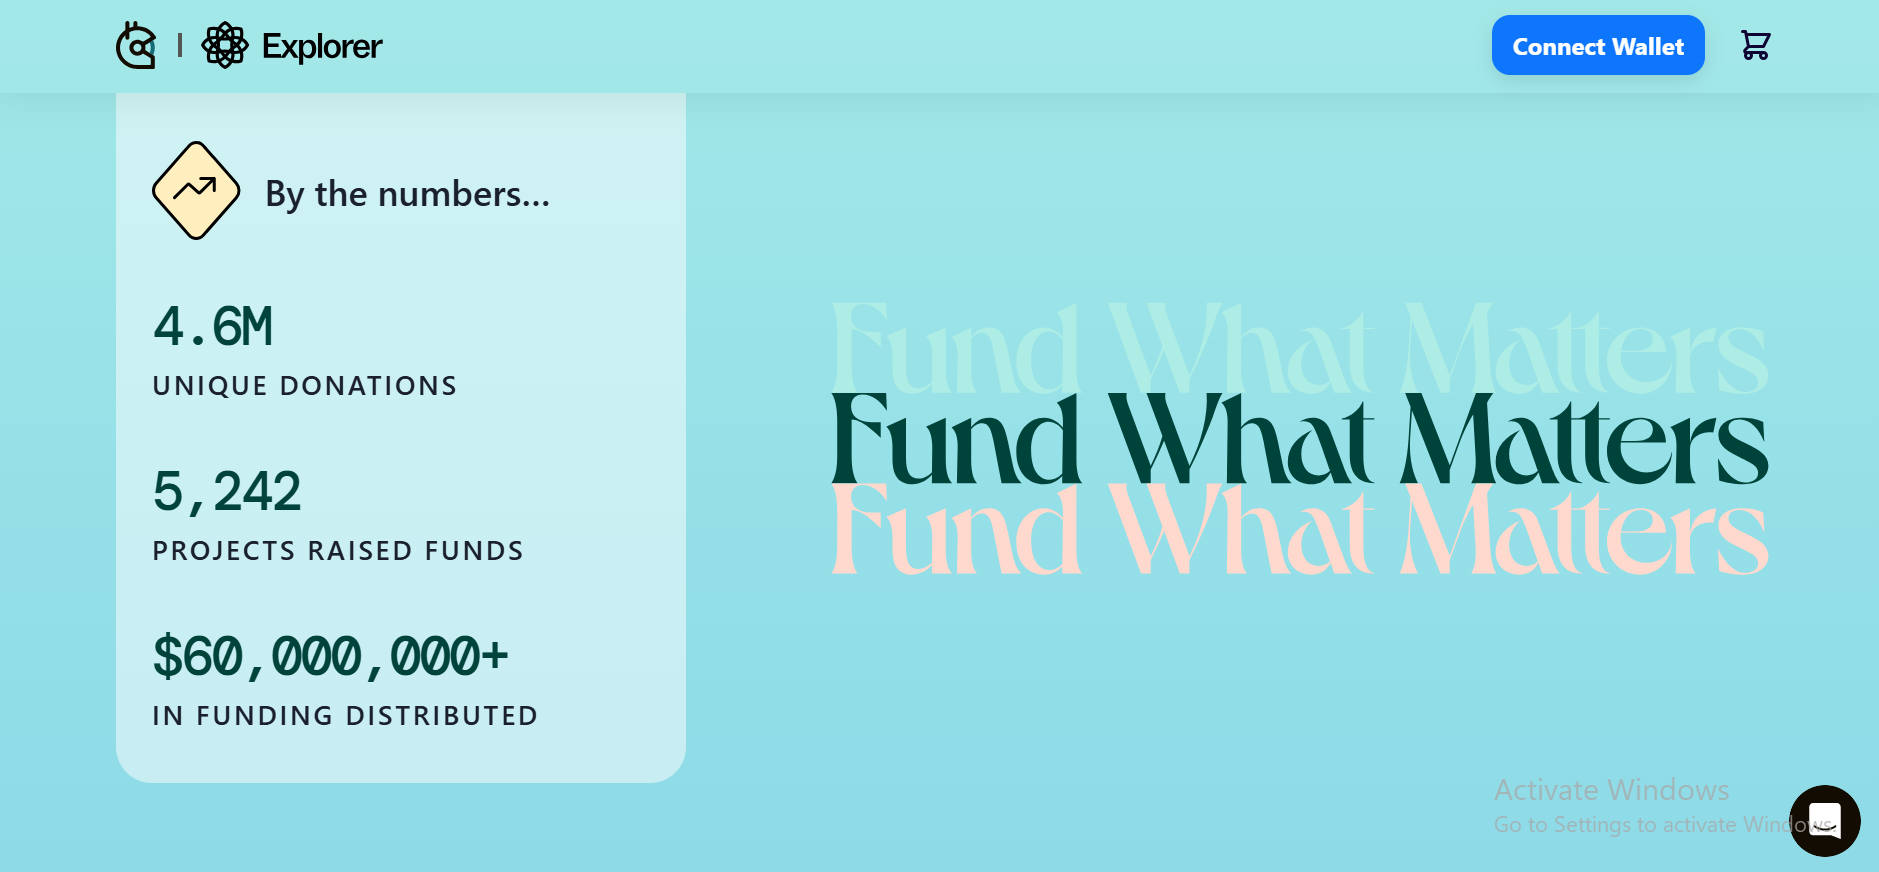 Explorer
Connect Wallet
By the numbers...
4.6M
UNIQUE DONATIONS
5,242
PROJECTS RAISED FUNDS
$60,000,000+
IN FUNDING DISTRIBUTED
Fund What Matters
Fund What Matters
Fund What Matters
Activate Windows
Go to Settings to activate Windows.